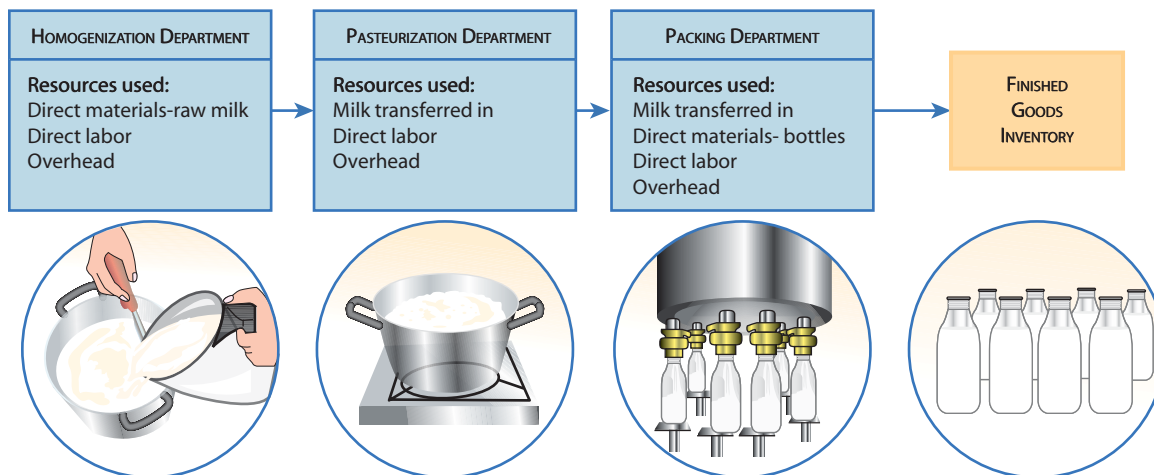 HOMOGENIZATION DEPARTMENT
Resources used:
Direct materials-raw milk
Direct labor
Overhead
PASTEURIZATION DEPARTMENT
Resources used:
Milk transferred in
Direct labor
Overhead
PACKING DEPARTMENT
Resources used:
Milk transferred in
Direct materials- bottles
Direct labor
Overhead
FINISHED
GOODS
INVENTORY